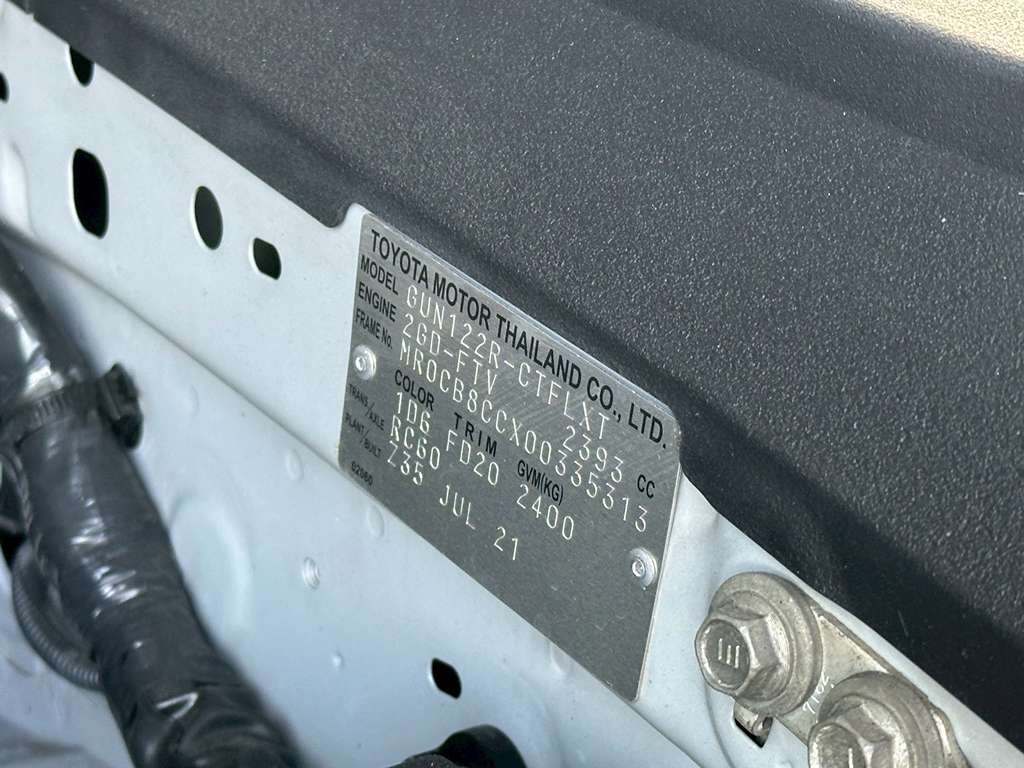 TOYOTA MOTOR THAILAND CO., LTD.
MODEL GUN122R-CTFLXT
ENGINE 2GD-FTV 2393 CC
FRAME No. MR0CB8CCX00335313
COLOR TRIM GVM(KG)
1D6 FD20 2400
TRANS./AXLE RC60
PLANT/BUILT Z35 JUL 21